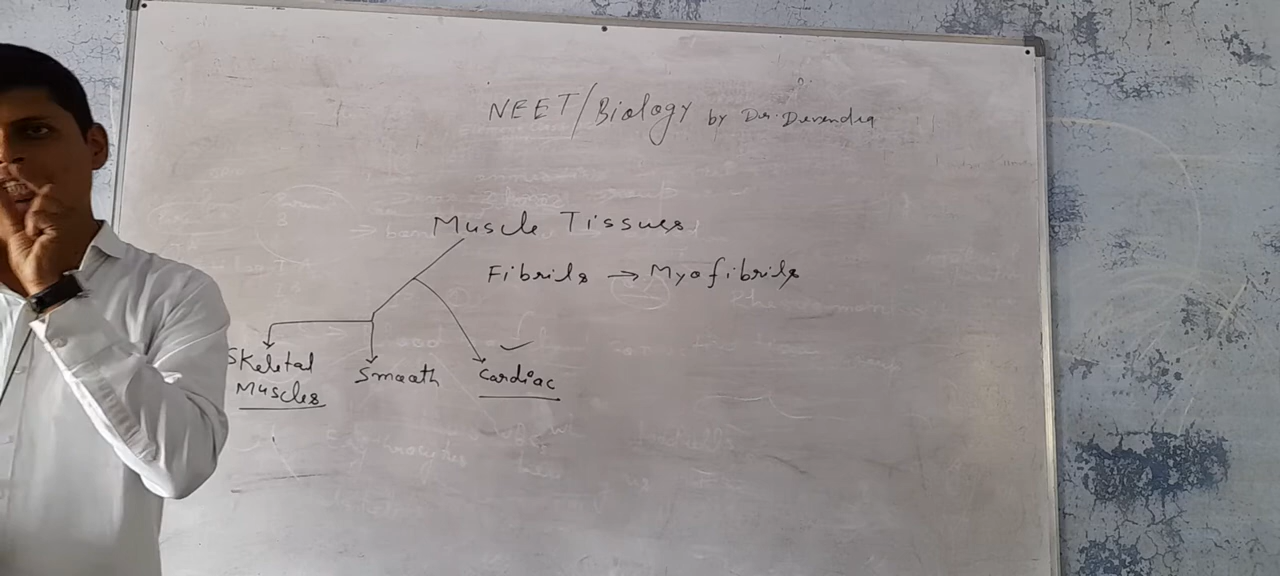 NEET/Biology by Dr. Devendra
Muscle Tissues
Fibrils → Myofibrils
Skeletal Muscles
Smooth
Cardiac